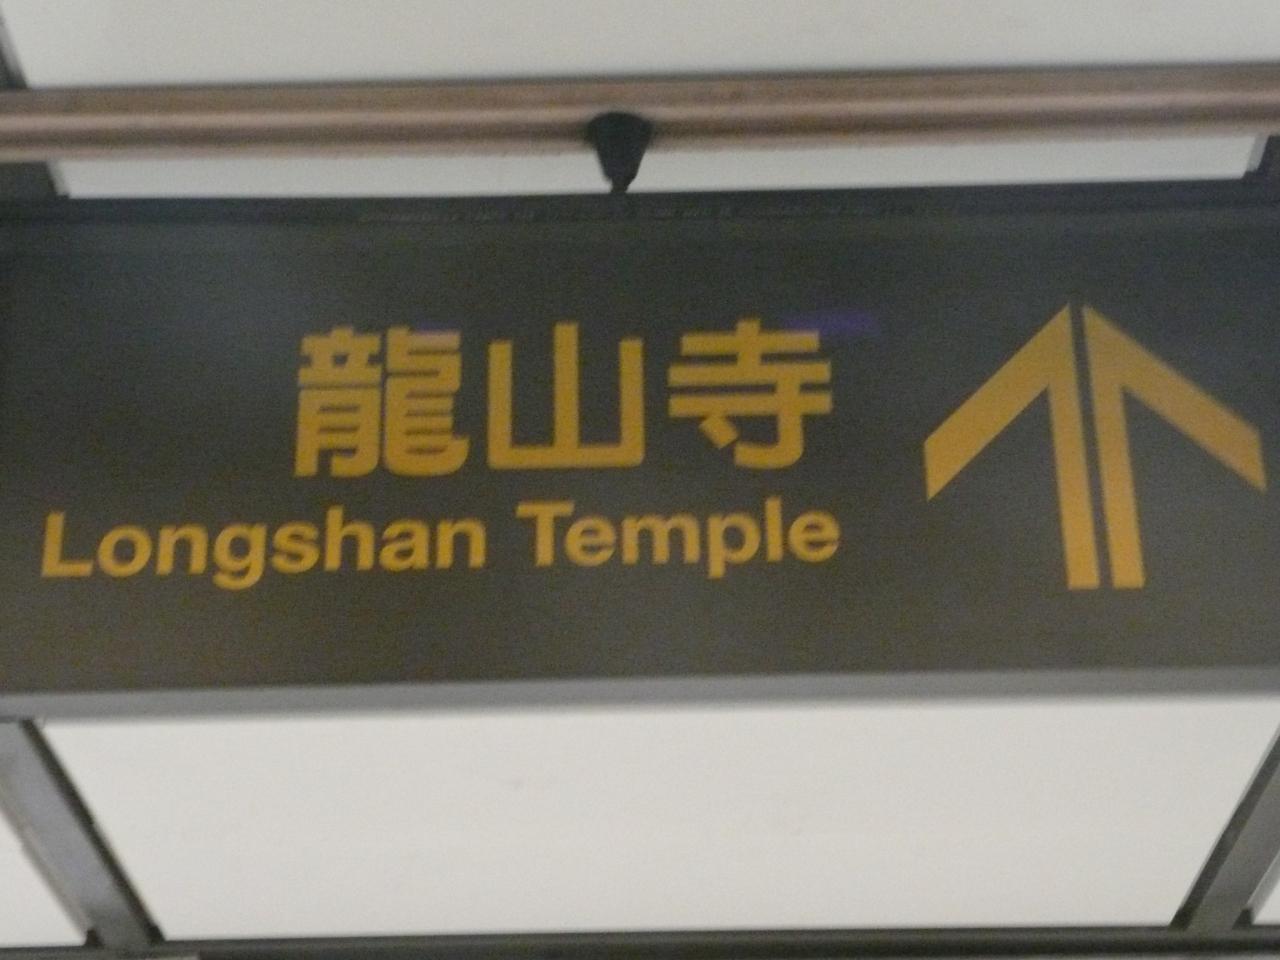 龍山寺
Longshan Temple